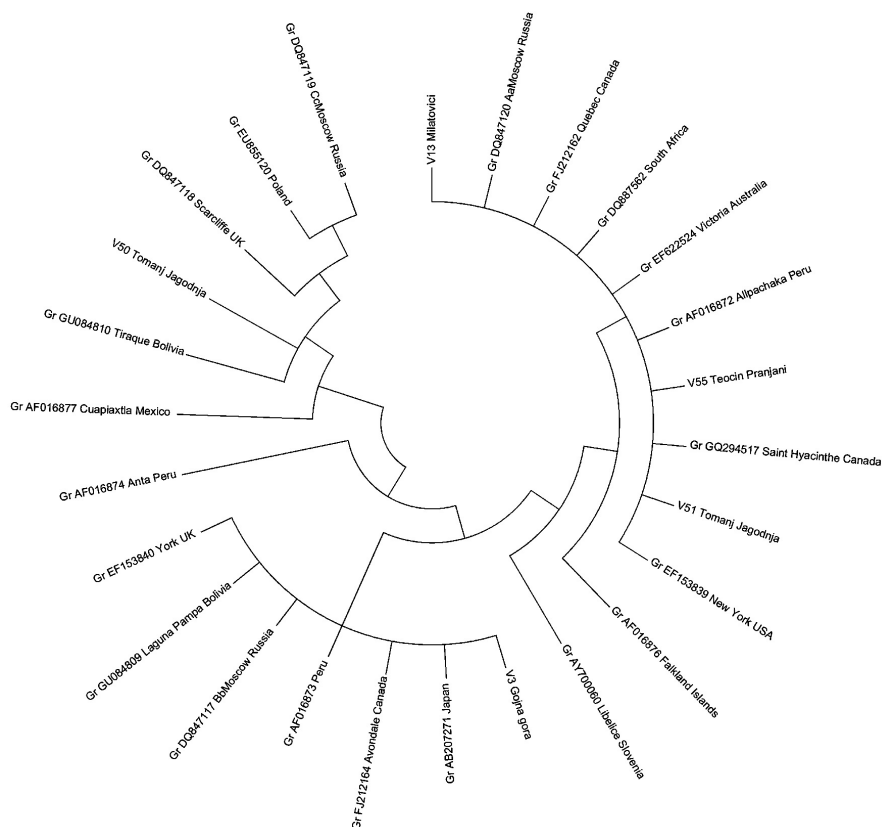 V13 Milatovici
Gr DQ847120 AaMoscow Russia
Gr FJ212162 Quebec Canada
Gr DQ887562 South Africa
Gr EF622524 Victoria Australia
Gr AF016872 Allpachaka Peru
V55 Teocin Pranjani
Gr GQ294517 Saint Hyacinthe Canada
V51 Tomanj Jagodnja
Gr EF153839 New York USA
Gr AF016876 Falkland Islands
Gr AY700060 Libelice Slovenia
V3 Gojna gora
Gr AB207271 Japan
Gr FJ212164 Avondale Canada
Gr AF016873 Peru
Gr DQ847117 BbMoscow Russia
Gr GU084809 Laguna Pampa Bolivia
Gr EF153840 York UK
Gr AF016874 Anta Peru
Gr AF016877 Cuapiaxtla Mexico
Gr GU084810 Tiraque Bolivia
V50 Tomanj Jagodnja
Gr DQ847118 Scarcliffe UK
Gr EU855120 Poland
Gr DQ847119 CcMoscow Russia